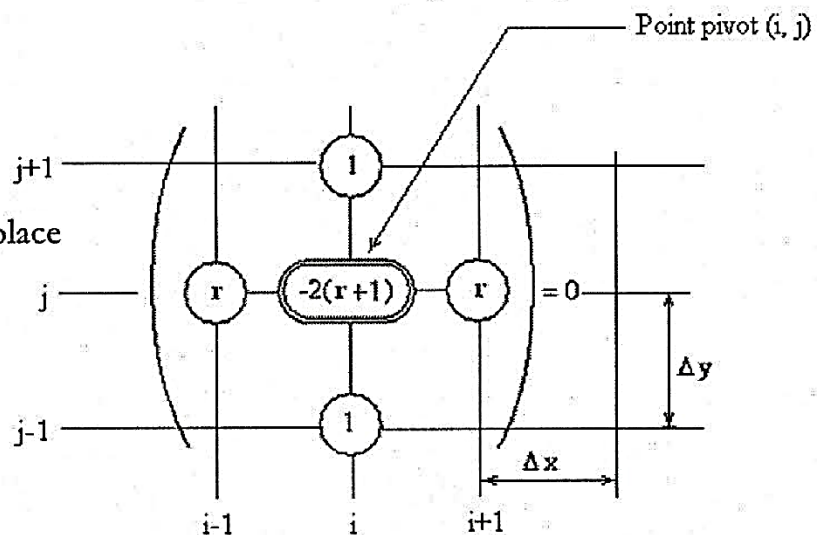 Point pivot (i, j)
j+1
1
place
j
r
-2(r+1)
r
= 0
Δy
j-1
1
Δx
i-1
i
i+1